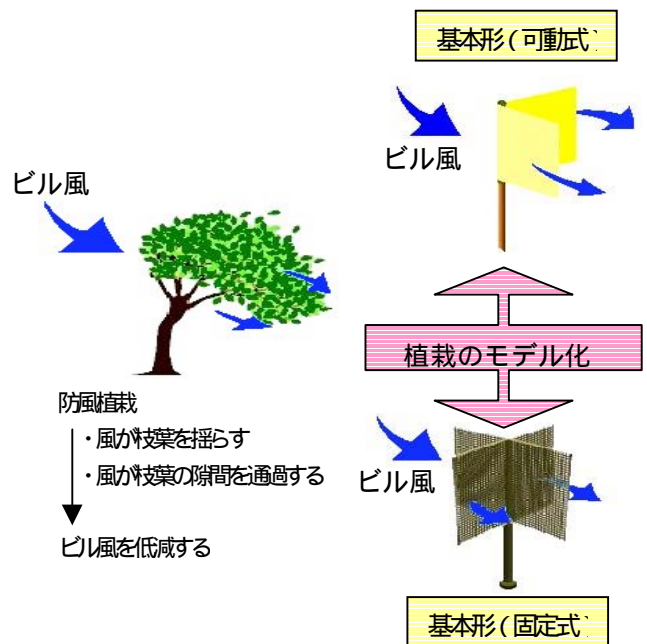 基本形(可動式)
ビル風
ビル風
植栽のモデル化
防風植栽
・風が枝葉を揺らす
・風が枝葉の隙間を通過する
ビル風を低減する
ビル風
基本形(固定式)